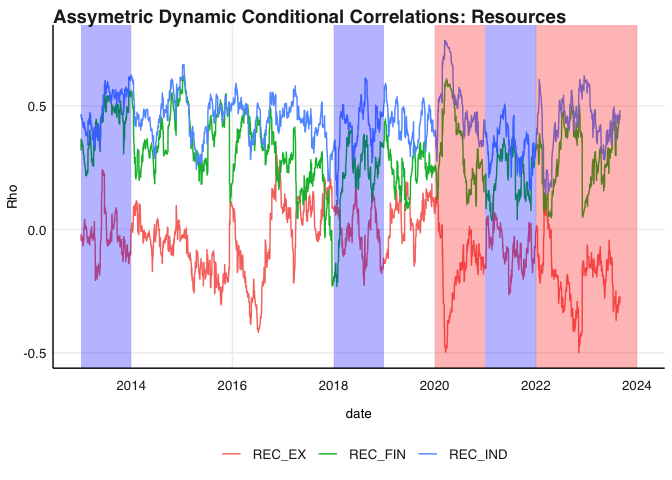 Assymetric Dynamic Conditional Correlations: Resources
Rho
0.5
0.0
-0.5
2014 2016 2018 2020 2022 2024
date
REC_EX REC_FIN REC_IND